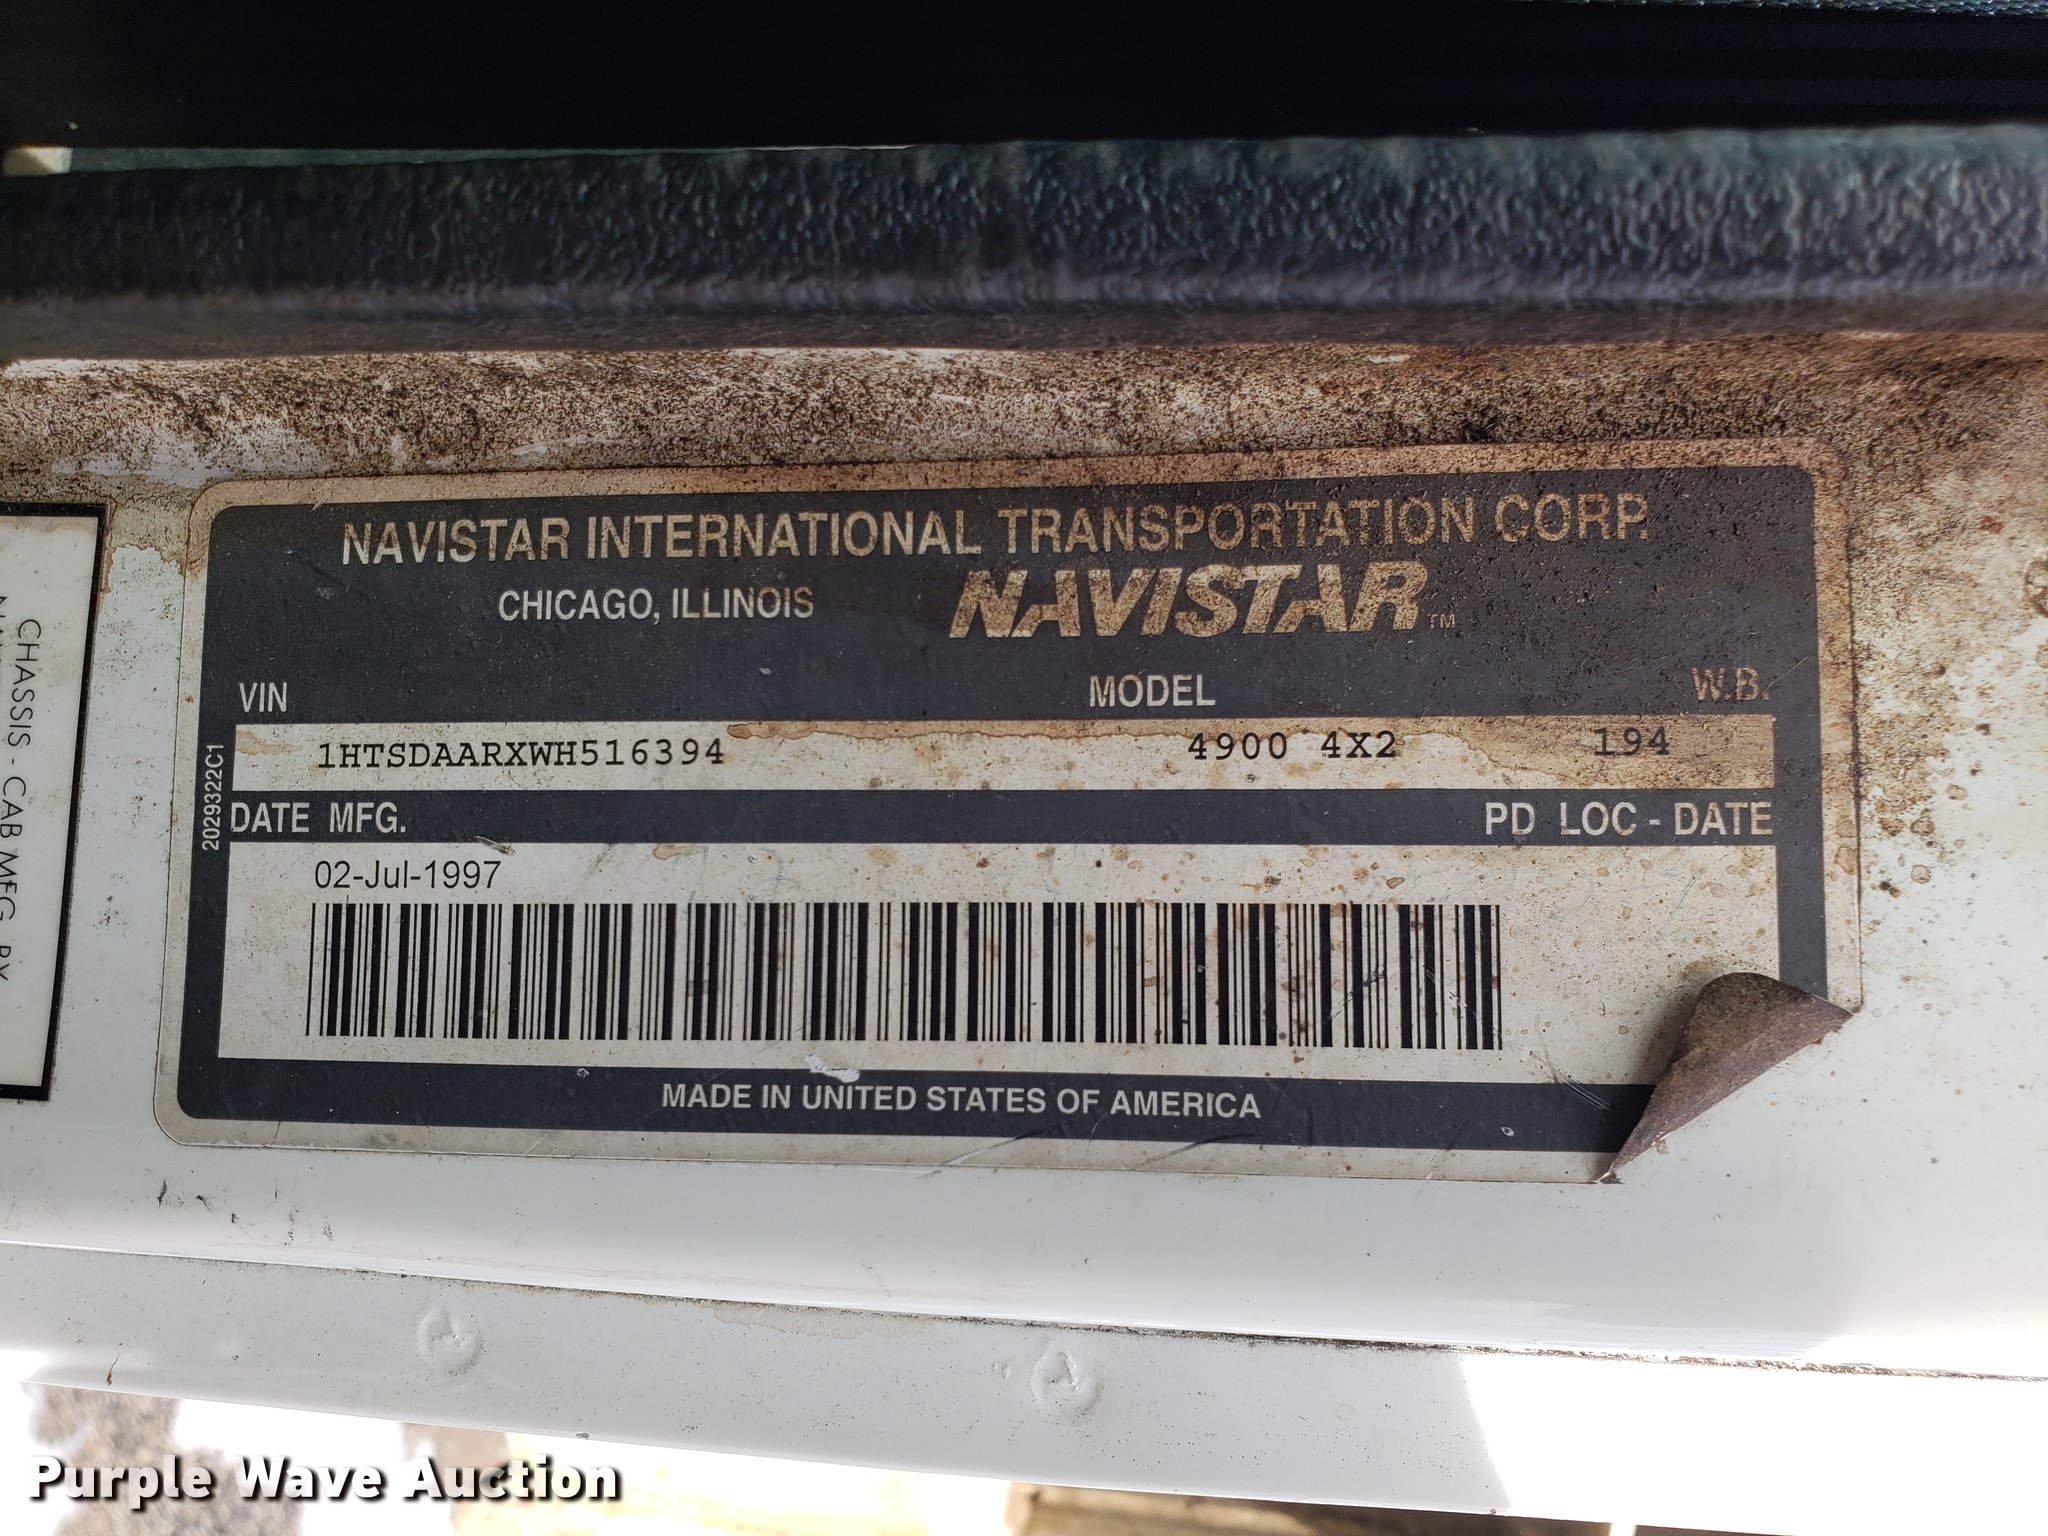 NAVISTAR INTERNATIONAL TRANSPORTATION CORP.
CHICAGO, ILLINOIS NAVISTAR™
VIN MODEL W.B.
1HTSDAARXWH516394 4900 4X2 194
DATE MFG. PD LOC - DATE
02-Jul-1997
MADE IN UNITED STATES OF AMERICA
2029322C1
CHASSIS - CAB MFG BY
Purple Wave Auction